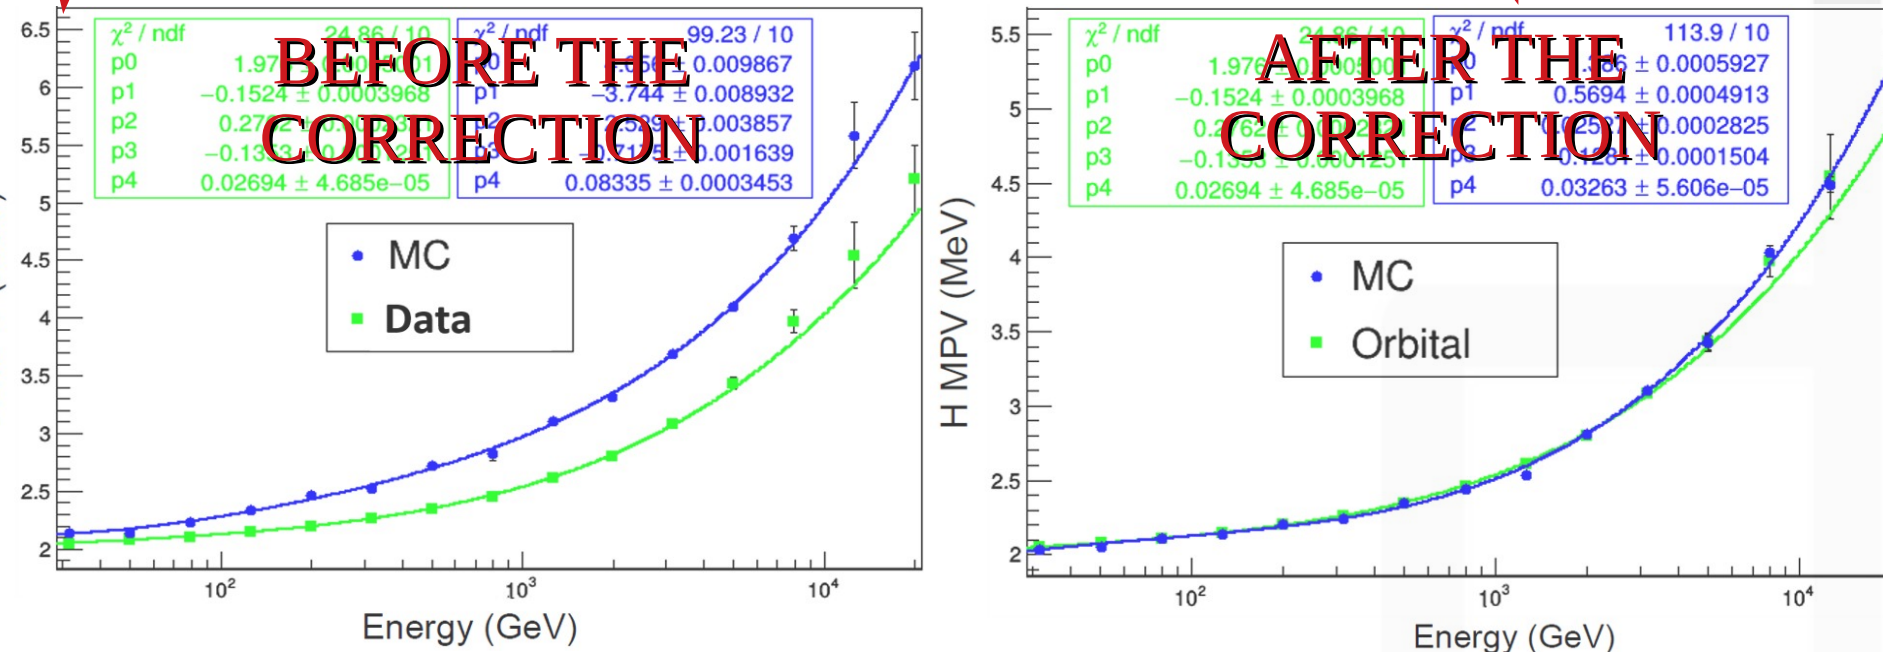 BEFORE THE
CORRECTION
χ² / ndf 24.86 / 10
p0
p1 −0.1524 ± 0.0003968
p2
p3
p4 0.02694 ± 4.685e−05
χ² / ndf 99.23 / 10
± 0.009867
p1 −3.744 ± 0.008932
± 0.003857
± 0.001639
p4 0.08335 ± 0.0003453
MC
Data
6.5
6
5.5
5
4.5
4
3.5
3
2.5
2
10² 10³ 10⁴
Energy (GeV)
AFTER THE
CORRECTION
χ² / ndf 24.86 / 10
p0
p1 −0.1524 ± 0.0003968
p2
p3
p4 0.02694 ± 4.685e−05
χ² / ndf 113.9 / 10
± 0.0005927
p1 0.5694 ± 0.0004913
± 0.0002825
± 0.0001504
p4 0.03263 ± 5.606e−05
MC
Orbital
H MPV (MeV)
5.5
5
4.5
4
3.5
3
2.5
2
10² 10³ 10⁴
Energy (GeV)